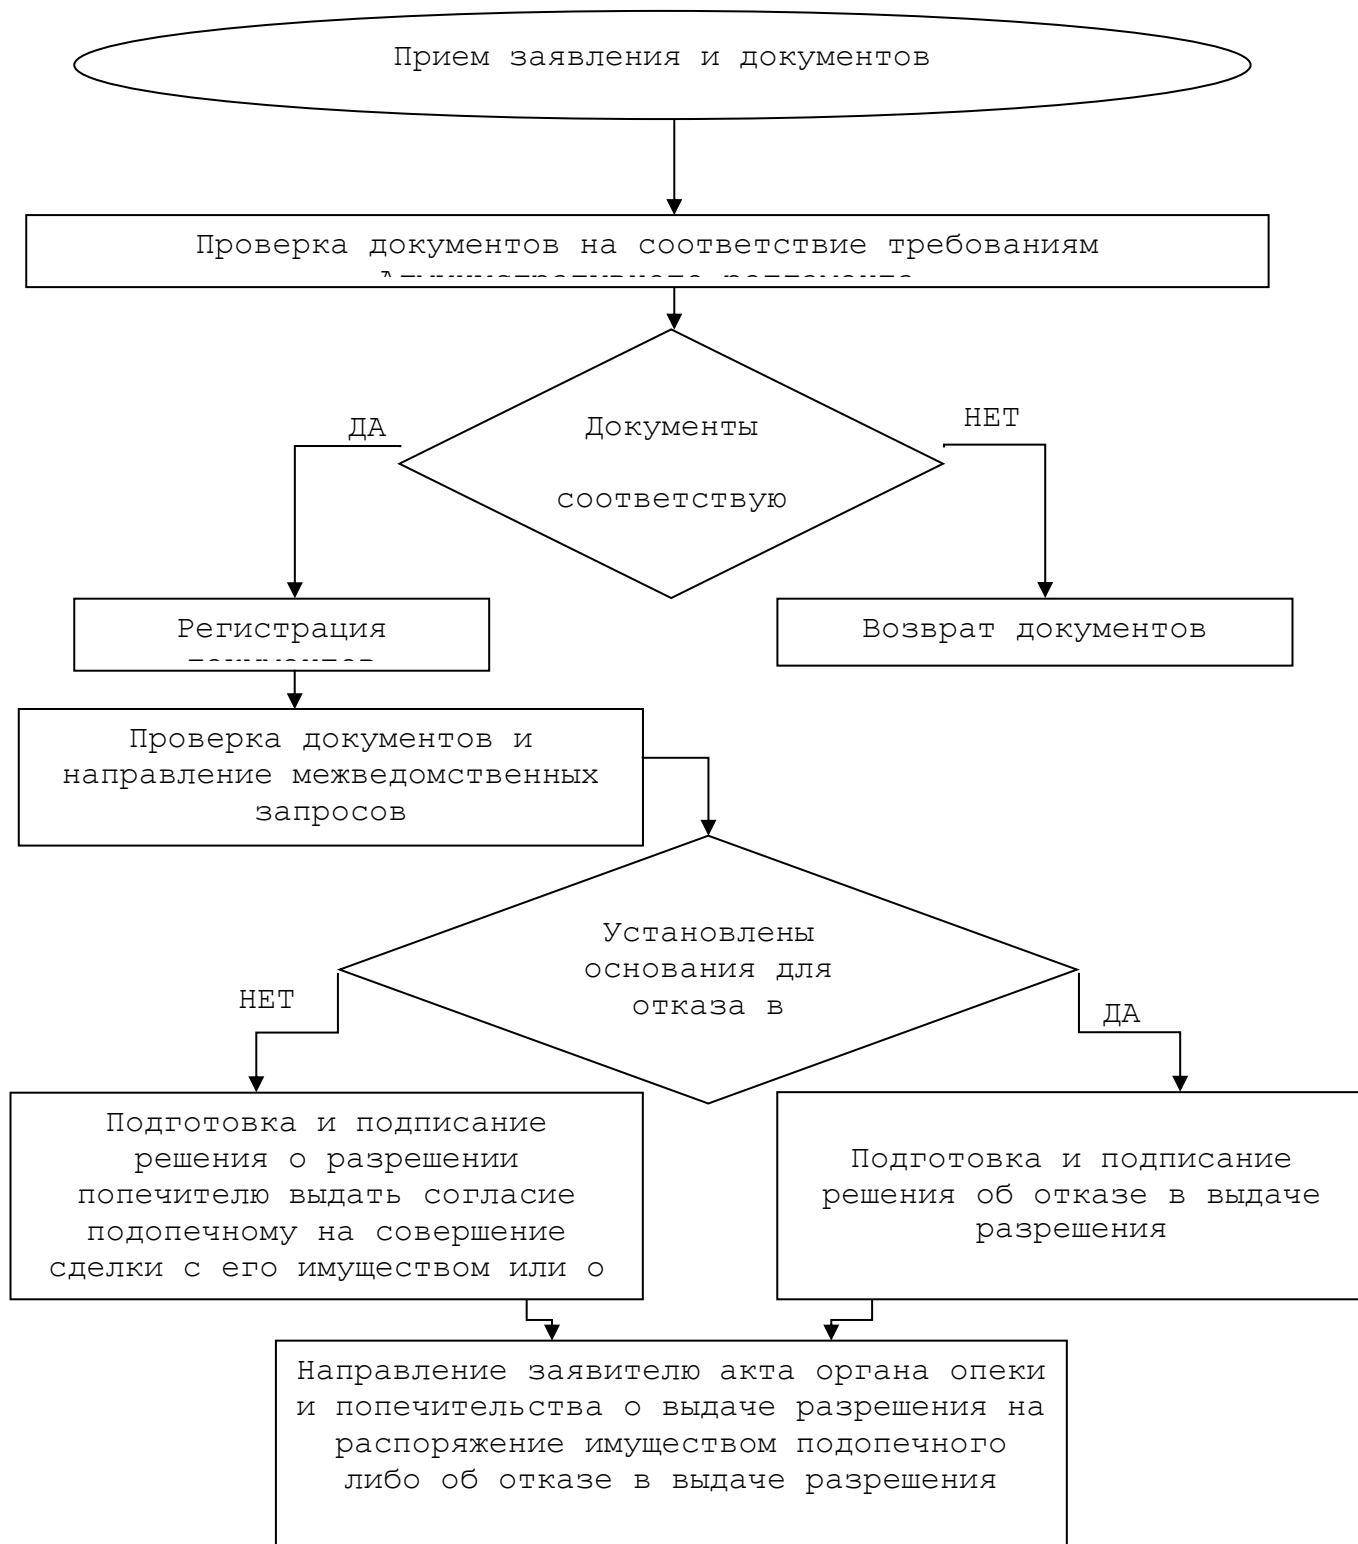 Прием заявления и документов
Проверка документов на соответствие требованиям
Административного регламента
Документы
соответствую
ДА
НЕТ
Регистрация
документов
Возврат документов
Проверка документов и
направление межведомственных
запросов
Установлены
основания для
отказа в
НЕТ
ДА
Подготовка и подписание
решения о разрешении
попечителю выдать согласие
подопечному на совершение
сделки с его имуществом или о
Подготовка и подписание
решения об отказе в выдаче
разрешения
Направление заявителю акта органа опеки
и попечительства о выдаче разрешения на
распоряжение имуществом подопечного
либо об отказе в выдаче разрешения